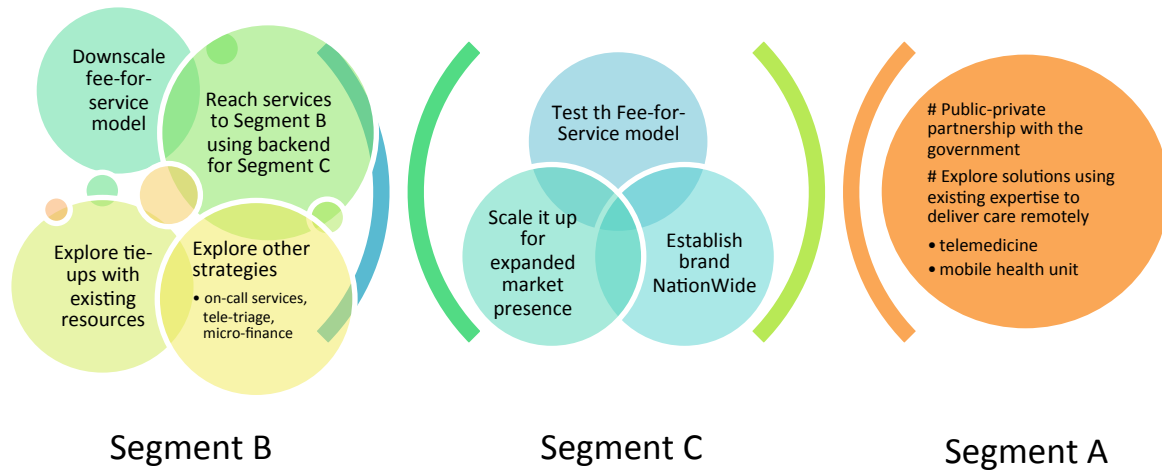 Downscale
fee-for-
service
model
Reach services
to Segment B
using backend
for Segment C
Explore tie-
ups with
existing
resources
Explore other
strategies
• on-call services,
tele-triage,
micro-finance
Segment B
Test th Fee-for-
Service model
Scale it up
for
expanded
market
presence
Establish
brand
NationWide
Segment C
# Public-private
partnership with the
government
# Explore solutions using
existing expertise to
deliver care remotely
• telemedicine
• mobile health unit
Segment A